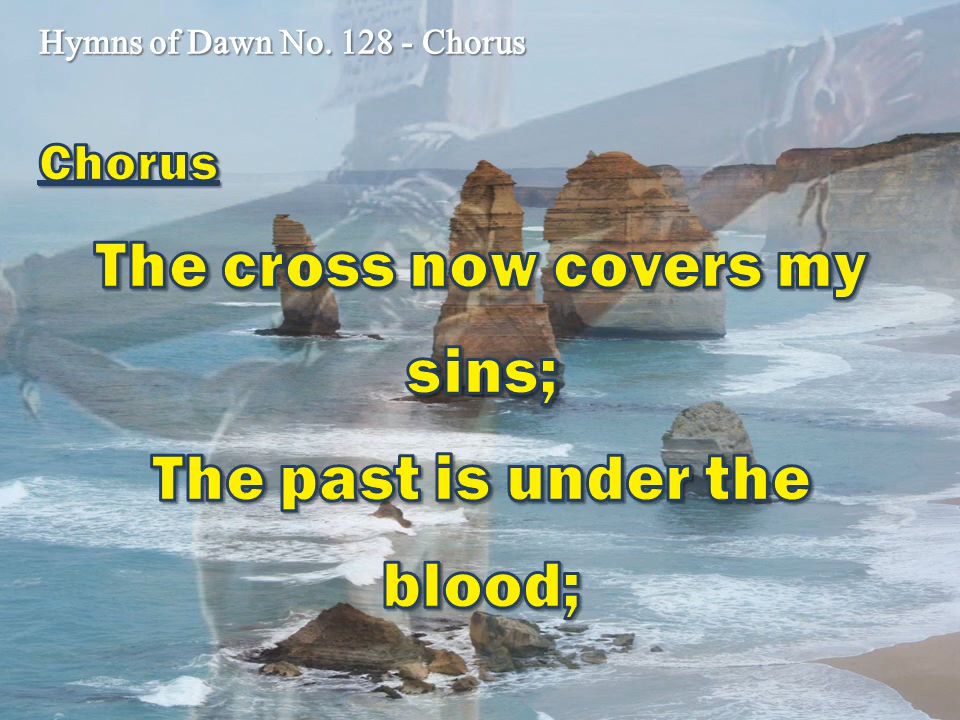 Hymns of Dawn No. 128 - Chorus
Chorus
The cross now covers my
sins;
The past is under the
blood;